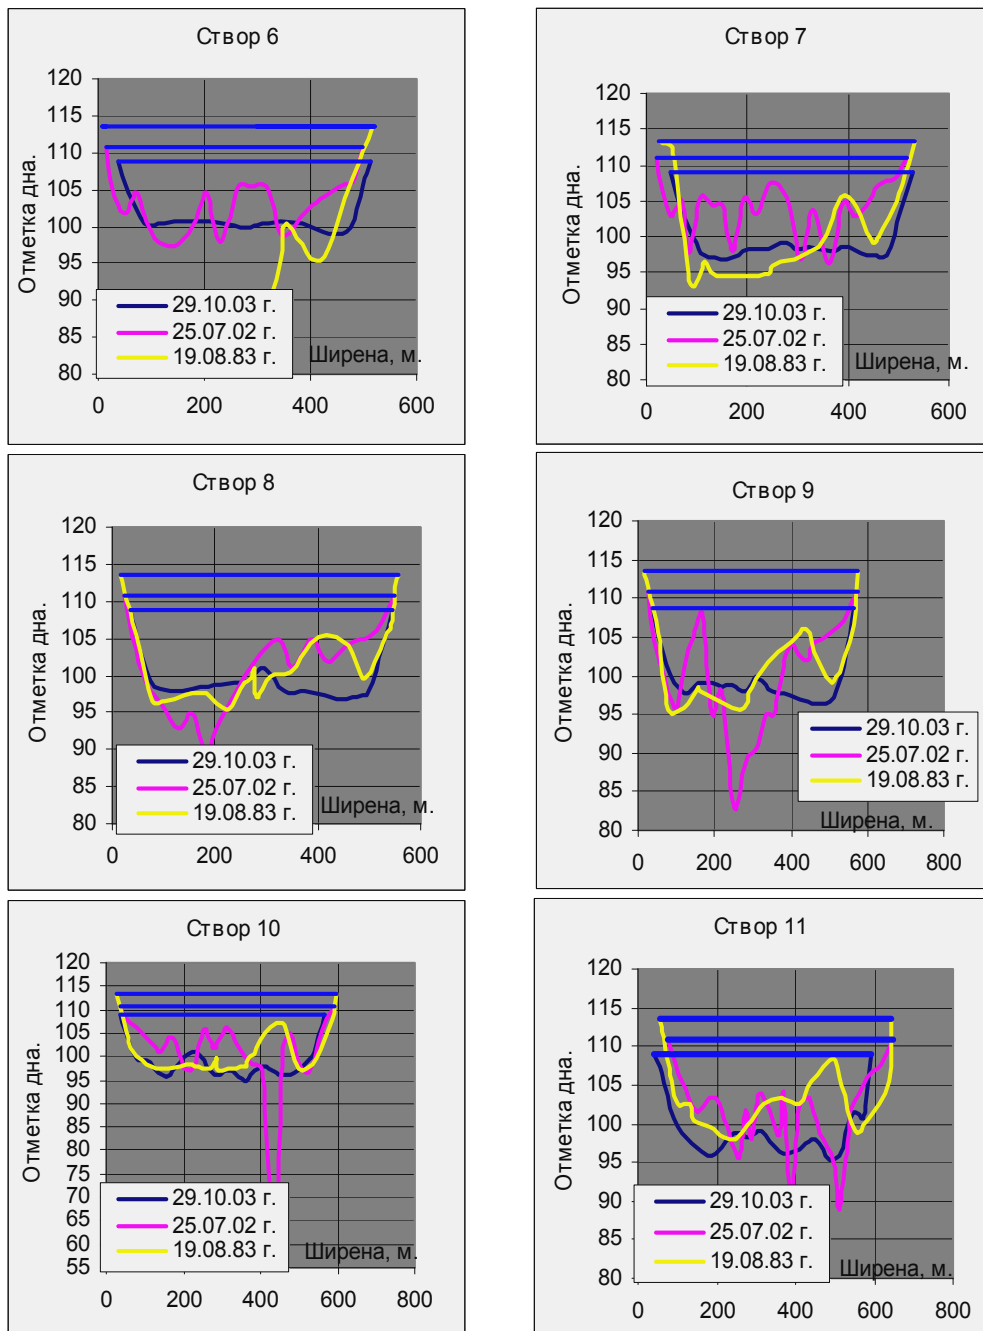 Створ 6
120
115
110
105
100
95
90
85
80
Отметка дна.
29.10.03 г.
25.07.02 г.
19.08.83 г.
Ширена, м.
0 200 400 600
Створ 7
120
115
110
105
100
95
90
85
80
Отметка дна.
29.10.03 г.
25.07.02 г.
19.08.83 г.
Ширена, м.
0 200 400 600
Створ 8
120
115
110
105
100
95
90
85
80
Отметка дна.
29.10.03 г.
25.07.02 г.
19.08.83 г.
Ширена, м.
0 200 400 600
Створ 9
120
115
110
105
100
95
90
85
80
Отметка дна.
29.10.03 г.
25.07.02 г.
19.08.83 г.
Ширена, м.
0 200 400 600 800
Створ 10
120
115
110
105
100
95
90
85
80
75
70
65
60
55
Отметка дна.
29.10.03 г.
25.07.02 г.
19.08.83 г.
Ширена, м.
0 200 400 600 800
Створ 11
120
115
110
105
100
95
90
85
80
Отметка дна.
29.10.03 г.
25.07.02 г.
19.08.83 г.
Ширена, м.
0 200 400 600 800